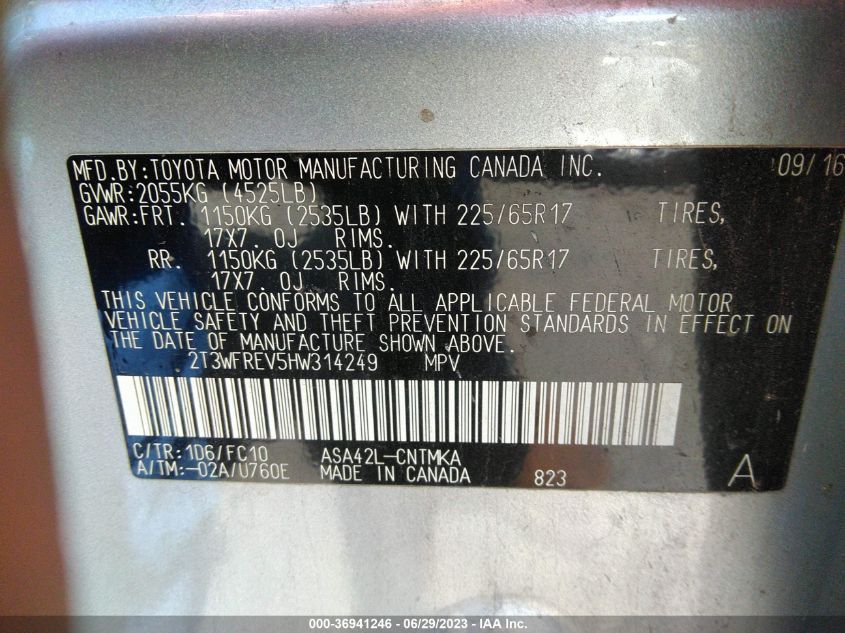 MFD.BY:TOYOTA MOTOR MANUFACTURING CANADA INC. 09/16
GVWR:2055KG (4525LB)
GAWR:FRT. 1150KG (2535LB) WITH 225/65R17 TIRES,
17X7.0J RIMS.
RR. 1150KG (2535LB) WITH 225/65R17 TIRES,
17X7.0J RIMS.
THIS VEHICLE CONFORMS TO ALL APPLICABLE FEDERAL MOTOR
VEHICLE SAFETY AND THEFT PREVENTION STANDARDS IN EFFECT ON
THE DATE OF MANUFACTURE SHOWN ABOVE.
2T3WFREV5HW314249 MPV
C/TR:1D6/FC10 ASA42L-CNTMKA
A/TM:-02A/U760E MADE IN CANADA 823 A
000-36941246 - 06/29/2023 - IAA Inc.